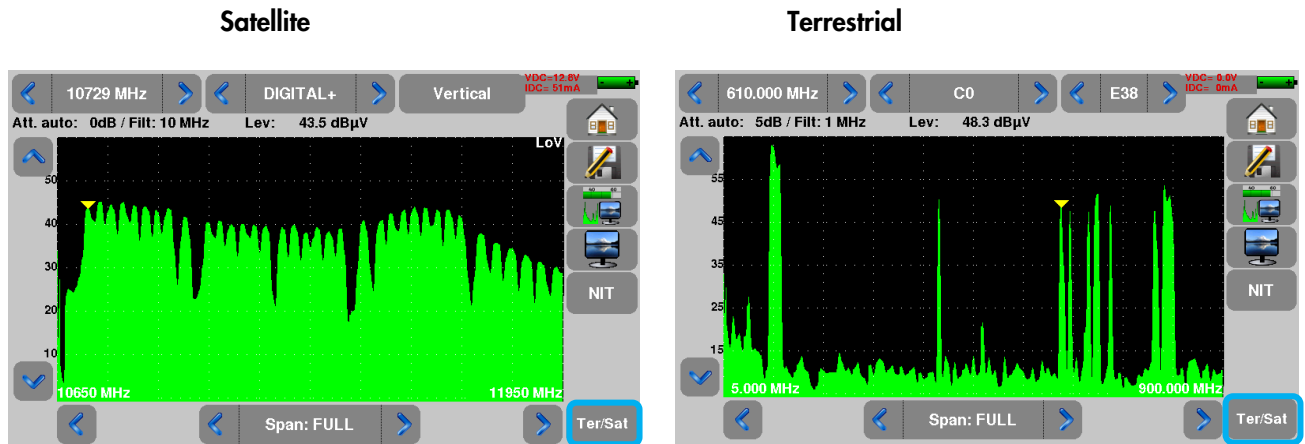 Satellite
Terrestrial
10729 MHz
DIGITAL+
Vertical
VDC=12.8V
IDC= 51mA
Att. auto: 0dB / Filt: 10 MHz Lev: 43.5 dBµV
LoV
50
40
30
20
10
10650 MHz
11950 MHz
NIT
Span: FULL
Ter/Sat
610.000 MHz
C0
E38
VDC= 0.0V
IDC= 0mA
Att. auto: 5dB / Filt: 1 MHz Lev: 48.3 dBµV
55
45
35
25
15
5.000 MHz
900.000 MHz
NIT
Span: FULL
Ter/Sat